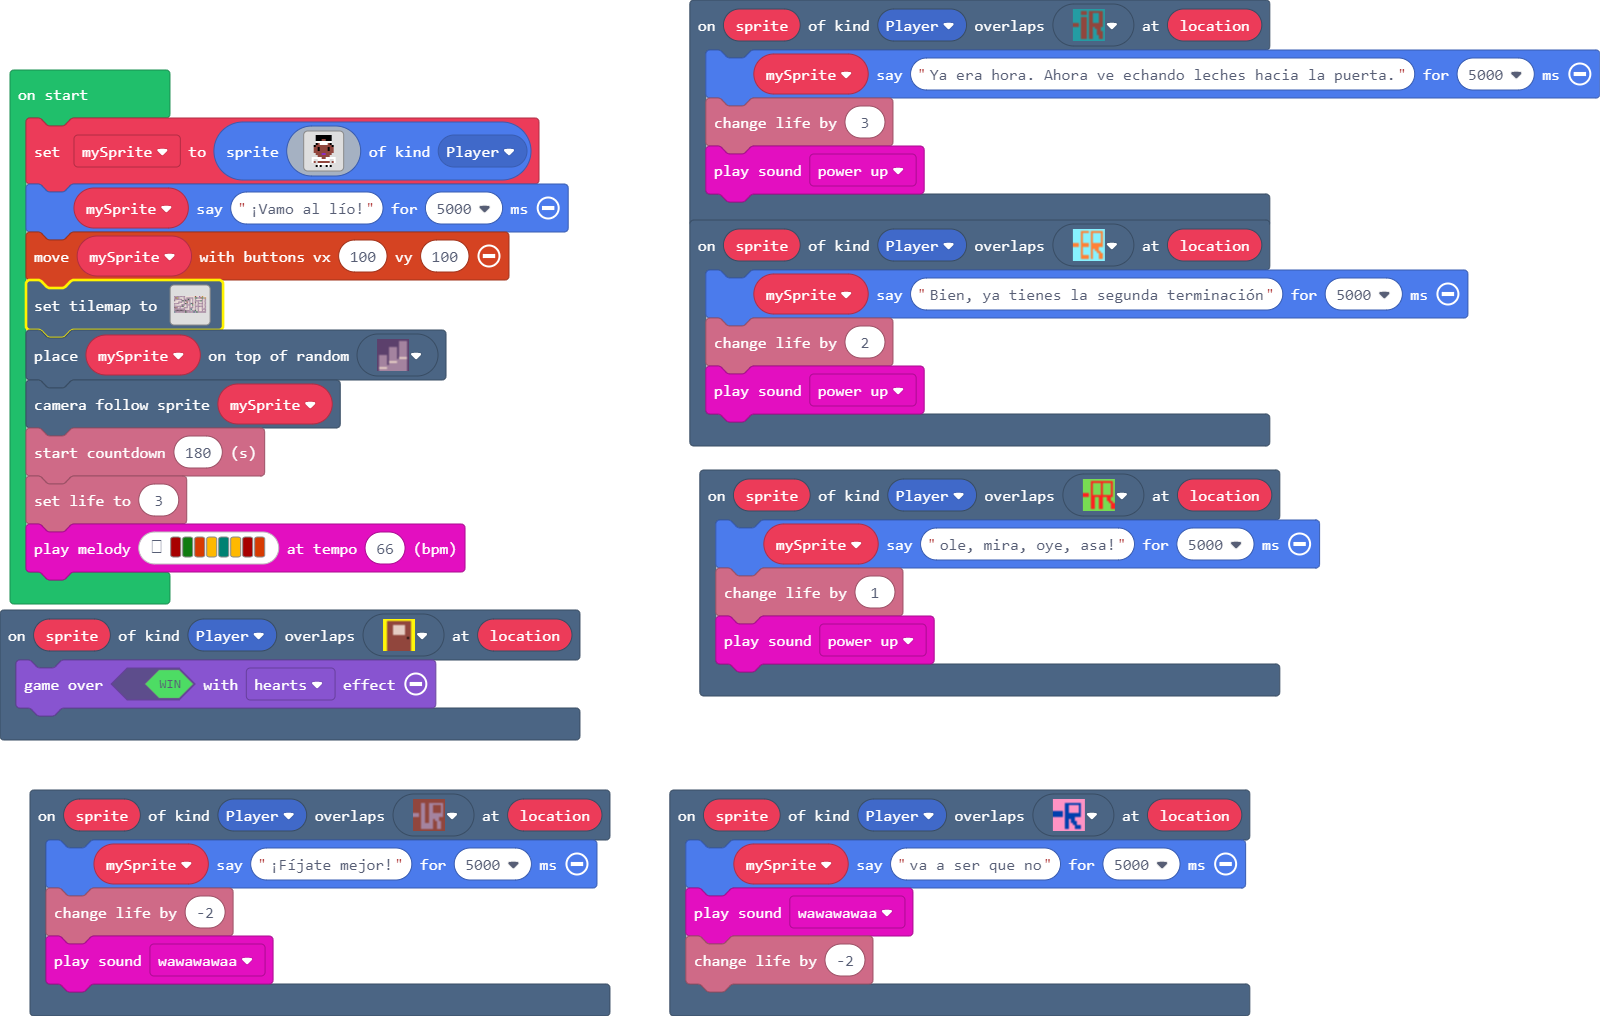 on start
set mySprite to sprite of kind Player
mySprite say "¡Vamo al lío!" for 5000 ms
move mySprite with buttons vx 100 vy 100
set tilemap to
place mySprite on top of random
camera follow sprite mySprite
start countdown 180 (s)
set life to 3
play melody at tempo 66 (bpm)
on sprite of kind Player overlaps at location
game over WIN with hearts effect
on sprite of kind Player overlaps -iR at location
mySprite say "Ya era hora. Ahora ve echando leches hacia la puerta." for 5000 ms
change life by 3
play sound power up
on sprite of kind Player overlaps -ER at location
mySprite say "Bien, ya tienes la segunda terminación" for 5000 ms
change life by 2
play sound power up
on sprite of kind Player overlaps at location
mySprite say "ole, mira, oye, asa!" for 5000 ms
change life by 1
play sound power up
on sprite of kind Player overlaps -UR at location
mySprite say "¡Fíjate mejor!" for 5000 ms
change life by -2
play sound wawawawaa
on sprite of kind Player overlaps -R at location
mySprite say "va a ser que no" for 5000 ms
play sound wawawawaa
change life by -2